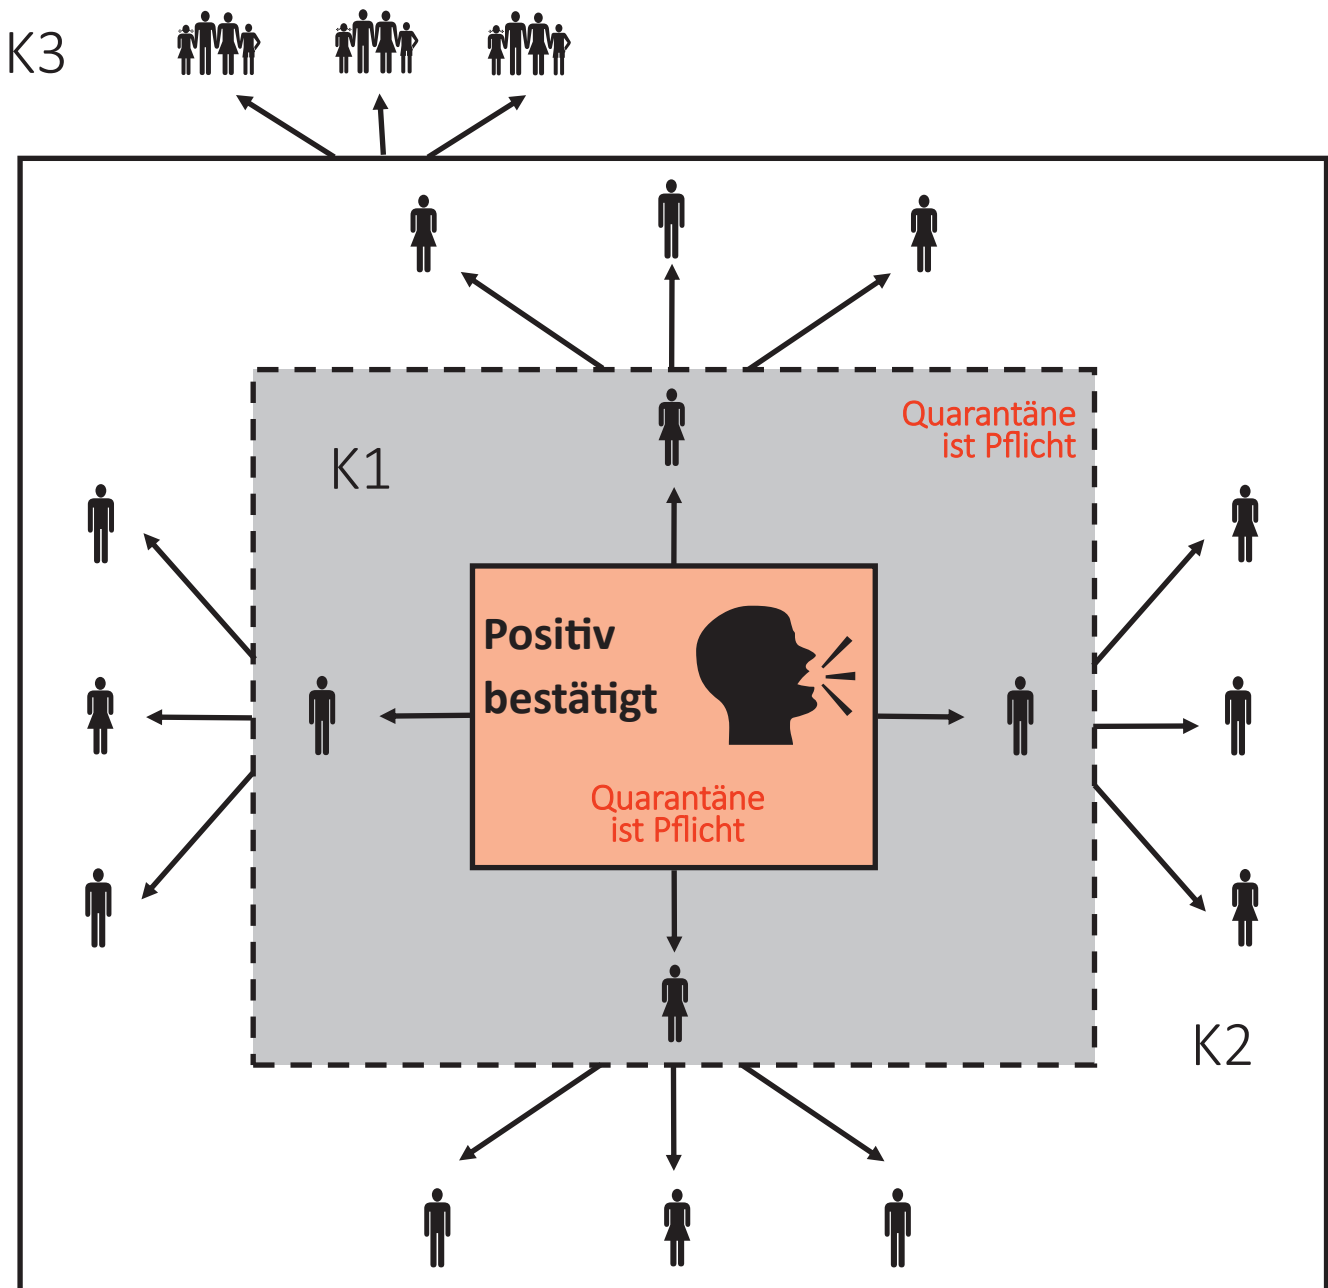 K3
Quarantäne
ist Pflicht
K1
Positiv
bestätigt
Quarantäne
ist Pflicht
K2